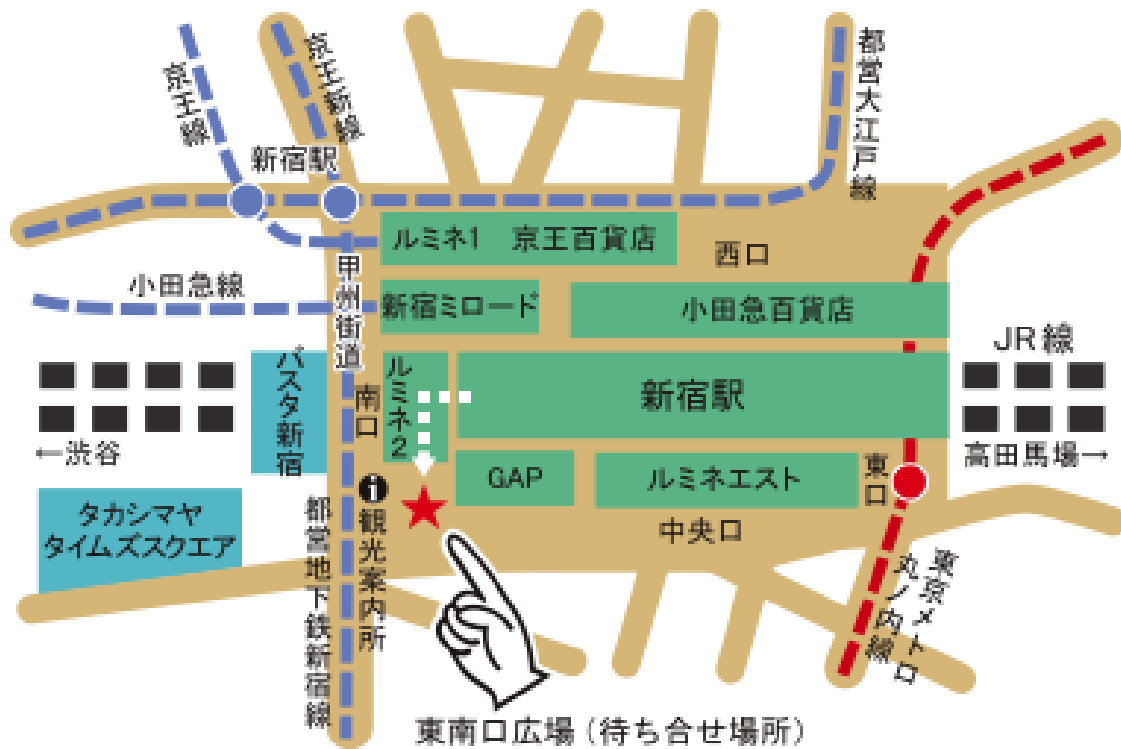 京王線
京王新線
都営大江戸線
新宿駅
ルミネ1 京王百貨店
西口
小田急線
甲州街道
新宿ミロード
小田急百貨店
JR線
バスタ新宿
南口
ルミネ2
新宿駅
←渋谷
高田馬場→
GAP
ルミネエスト
東口
タカシマヤ
タイムズスクエア
i
観光案内所
中央口
都営地下鉄新宿線
東京メトロ
丸ノ内線
東南口広場(待ち合せ場所)